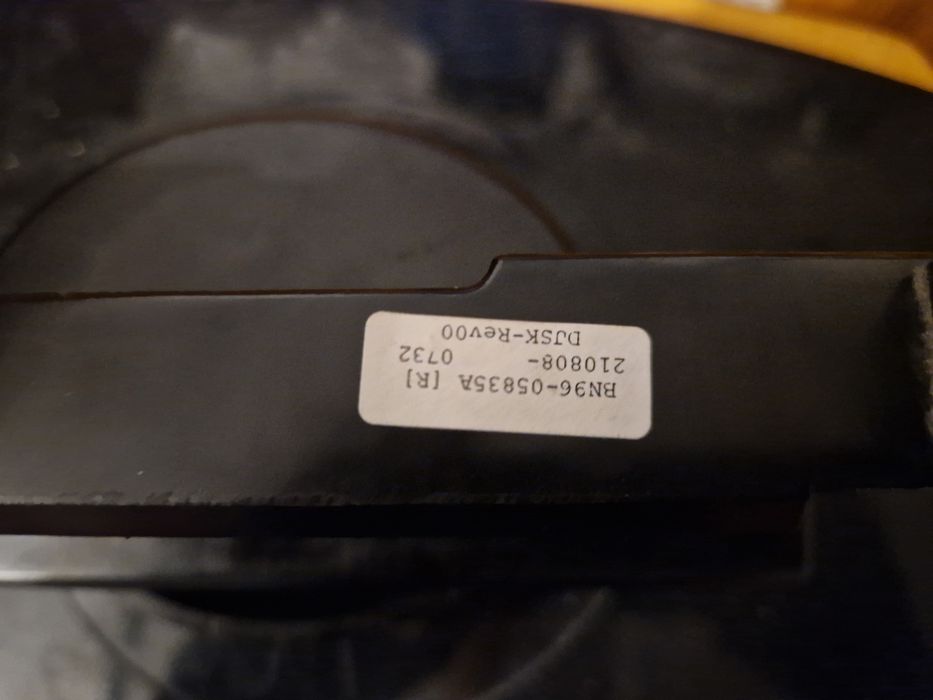 BN96-05835A [R]
210808- 0732
DJSK-Rev00